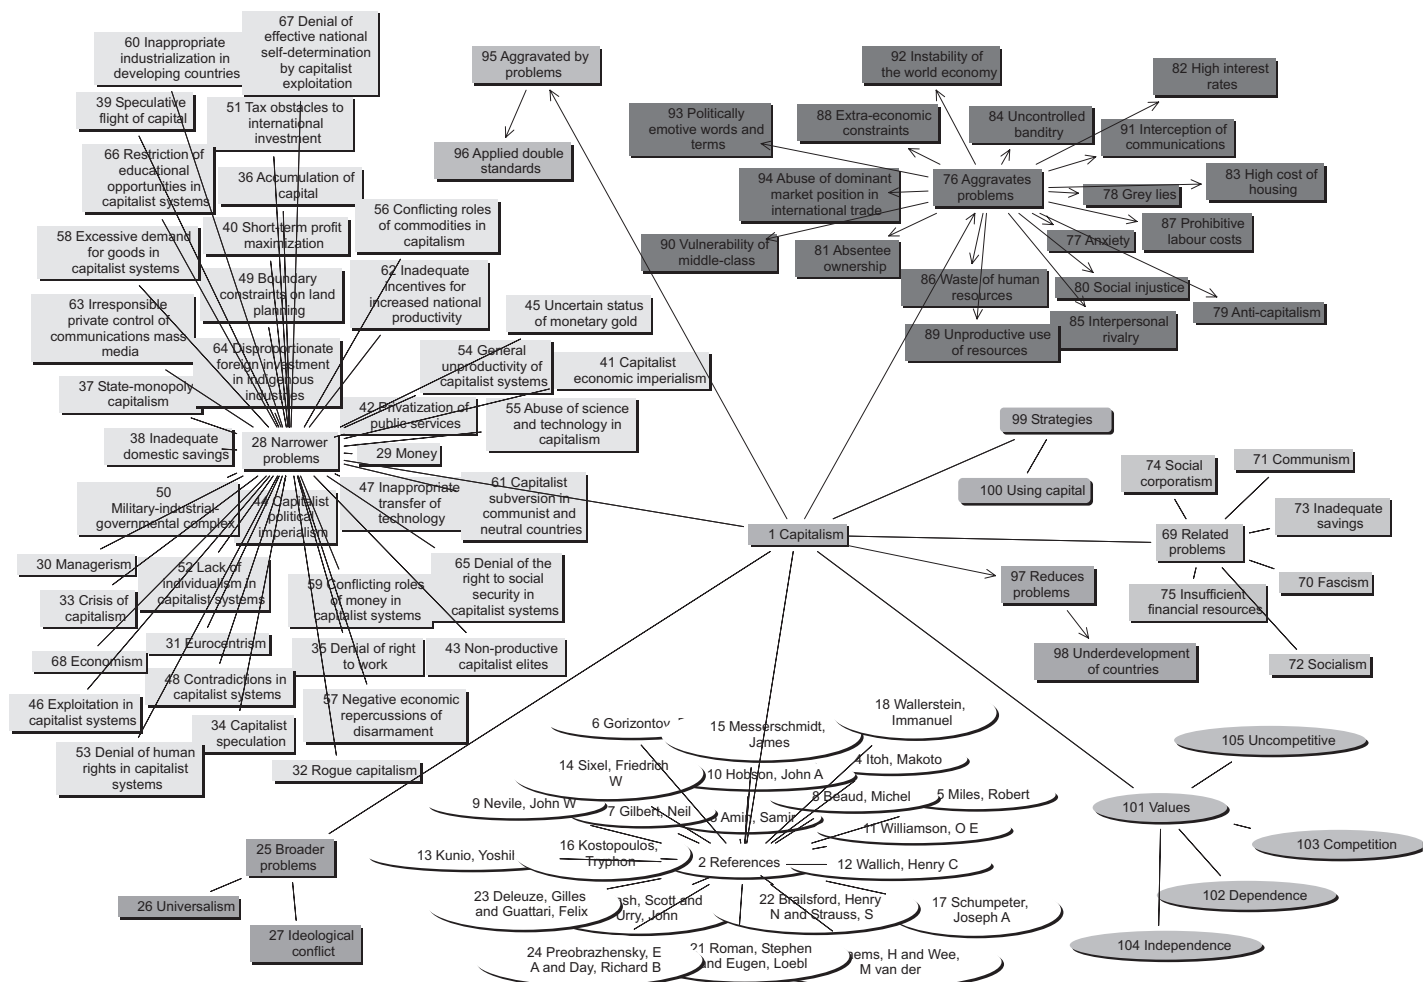 67 Denial of
effective national
self-determination
by capitalist
exploitation
60 Inappropriate
industrialization in
developing countries
39 Speculative
flight of capital
51 Tax obstacles to
international
investment
66 Restriction of
educational
opportunities in
capitalist systems
36 Accumulation of
capital
56 Conflicting roles
of commodities in
capitalism
40 Short-term profit
maximization
58 Excessive demand
for goods in
capitalist systems
49 Boundary
constraints on land
planning
62 Inadequate
incentives for
increased national
productivity
63 Irresponsible
private control of
communications mass
media
45 Uncertain status
of monetary gold
64 Disproportionate
foreign investment
in indigenous
industries
54 General
unproductivity of
capitalist systems
41 Capitalist
economic imperialism
37 State-monopoly
capitalism
42 Privatization of
public services
55 Abuse of science
and technology in
capitalism
38 Inadequate
domestic savings
28 Narrower
problems
29 Money
50
Military-industrial-
governmental complex
44 Capitalist
political
imperialism
47 Inappropriate
transfer of
technology
61 Capitalist
subversion in
communist and
neutral countries
30 Managerism
52 Lack of
individualism in
capitalist systems
59 Conflicting roles
of money in
capitalist systems
65 Denial of the
right to social
security in
capitalist systems
33 Crisis of
capitalism
31 Eurocentrism
35 Denial of right
to work
43 Non-productive
capitalist elites
68 Economism
48 Contradictions in
capitalist systems
46 Exploitation in
capitalist systems
57 Negative economic
repercussions of
disarmament
34 Capitalist
speculation
53 Denial of human
rights in capitalist
systems
32 Rogue capitalism
95 Aggravated by
problems
96 Applied double
standards
92 Instability of
the world economy
82 High interest
rates
93 Politically
emotive words and
terms
88 Extra-economic
constraints
84 Uncontrolled
banditry
91 Interception of
communications
94 Abuse of dominant
market position in
international trade
76 Aggravates
problems
78 Grey lies
83 High cost of
housing
90 Vulnerability of
middle-class
81 Absentee
ownership
77 Anxiety
87 Prohibitive
labour costs
86 Waste of human
resources
80 Social injustice
79 Anti-capitalism
89 Unproductive use
of resources
85 Interpersonal
rivalry
99 Strategies
100 Using capital
1 Capitalism
74 Social
corporatism
71 Communism
73 Inadequate
savings
69 Related
problems
70 Fascism
75 Insufficient
financial resources
72 Socialism
97 Reduces
problems
98 Underdevelopment
of countries
6 Gorizontov,
15 Messerschmidt,
James
18 Wallerstein,
Immanuel
14 Sixel, Friedrich
W
10 Hobson, John A
4 Itoh, Makoto
9 Nevile, John W
7 Gilbert, Neil
Amin, Samir
8 Beaud, Michel
5 Miles, Robert
11 Williamson, O E
13 Kunio, Yoshil
16 Kostopoulos,
Tryphon
2 References
12 Wallich, Henry C
23 Deleuze, Gilles
and Guattari, Felix
Scott and
Urry, John
22 Brailsford, Henry
N and Strauss, S
17 Schumpeter,
Joseph A
24 Preobrazhensky, E
A and Day, Richard B
21 Roman, Stephen
and Eugen, Loebl
H and Wee,
M van der
25 Broader
problems
26 Universalism
27 Ideological
conflict
105 Uncompetitive
101 Values
103 Competition
102 Dependence
104 Independence